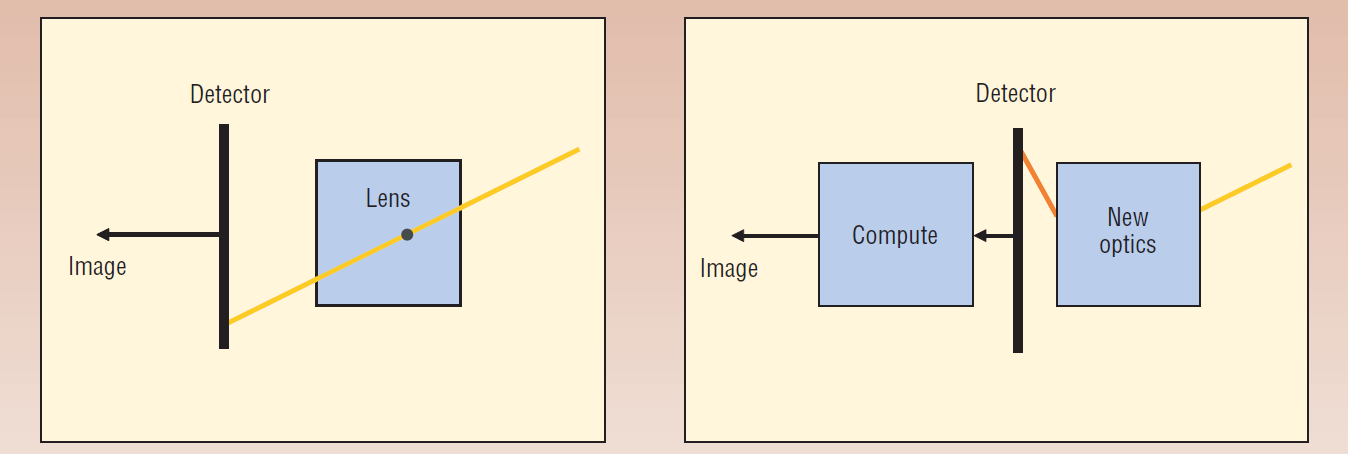 Detector
Lens
Image
Detector
New
optics
Compute
Image